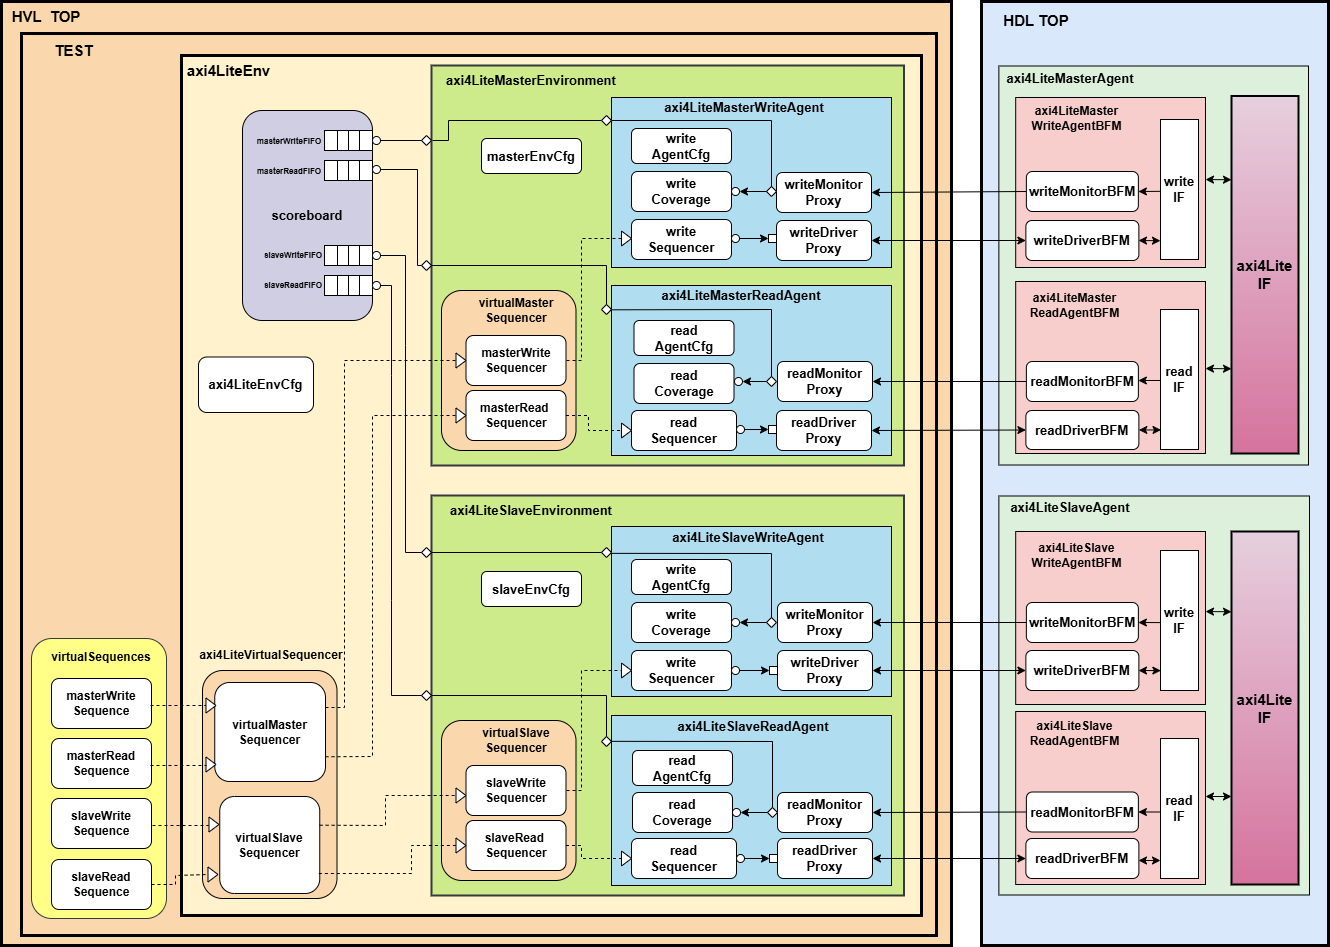 HVL TOP
TEST
axi4LiteEnv
masterWriteFIFO
masterReadFIFO
scoreboard
slaveWriteFIFO
slaveReadFIFO
axi4LiteEnvCfg
virtualSequences
masterWrite
Sequence
masterRead
Sequence
slaveWrite
Sequence
slaveRead
Sequence
axi4LiteVirtualSequencer
virtualMaster
Sequencer
virtualSlave
Sequencer
axi4LiteMasterEnvironment
masterEnvCfg
virtualMaster
Sequencer
masterWrite
Sequencer
masterRead
Sequencer
axi4LiteMasterWriteAgent
write
AgentCfg
write
Coverage
writeMonitor
Proxy
write
Sequencer
writeDriver
Proxy
axi4LiteMasterReadAgent
read
AgentCfg
read
Coverage
readMonitor
Proxy
read
Sequencer
readDriver
Proxy
axi4LiteSlaveEnvironment
slaveEnvCfg
virtualSlave
Sequencer
slaveWrite
Sequencer
slaveRead
Sequencer
axi4LiteSlaveWriteAgent
write
AgentCfg
write
Coverage
writeMonitor
Proxy
write
Sequencer
writeDriver
Proxy
axi4LiteSlaveReadAgent
read
AgentCfg
read
Coverage
readMonitor
Proxy
read
Sequencer
readDriver
Proxy
HDL TOP
axi4LiteMasterAgent
axi4LiteMaster
WriteAgentBFM
writeMonitorBFM
writeDriverBFM
write
IF
axi4LiteMaster
ReadAgentBFM
readMonitorBFM
readDriverBFM
read
IF
axi4Lite
IF
axi4LiteSlaveAgent
axi4LiteSlave
WriteAgentBFM
writeMonitorBFM
writeDriverBFM
write
IF
axi4LiteSlave
ReadAgentBFM
readMonitorBFM
readDriverBFM
read
IF
axi4Lite
IF